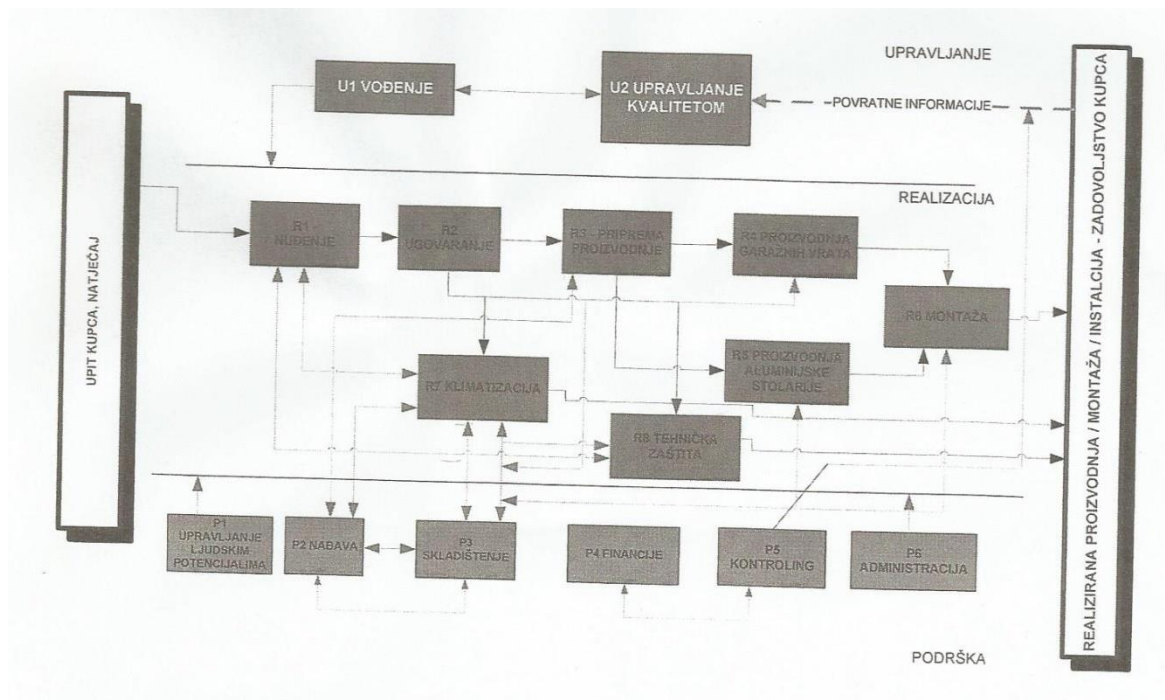 UPRAVLJANJE
U1 VOĐENJE
U2 UPRAVLJANJE
KVALITETOM
POVRATNE INFORMACIJE
UPIT KUPCA, NATJEČAJ
REALIZACIJA
R1 -
NUĐENJE
R2
UGOVARANJE
R3 - PRIPREMA
PROIZVODNJE
R4 PROIZVODNJA
GARAŽNIH VRATA
R6 MONTAŽA
R7 KLIMATIZACIJA
R5 PROIZVODNJA
ALUMINIJSKE
STOLARIJE
R8 TEHNIČKA
ZAŠTITA
P1
UPRAVLJANJE
LJUDSKIM
POTENCIJALIMA
P2 NABAVA
P3
SKLADIŠTENJE
P4 FINANCIJE
P5
KONTROLING
P6
ADMINISTRACIJA
PODRŠKA
REALIZIRANA PROIZVODNJA / MONTAŽA / INSTALCIJA - ZADOVOLJSTVO KUPCA